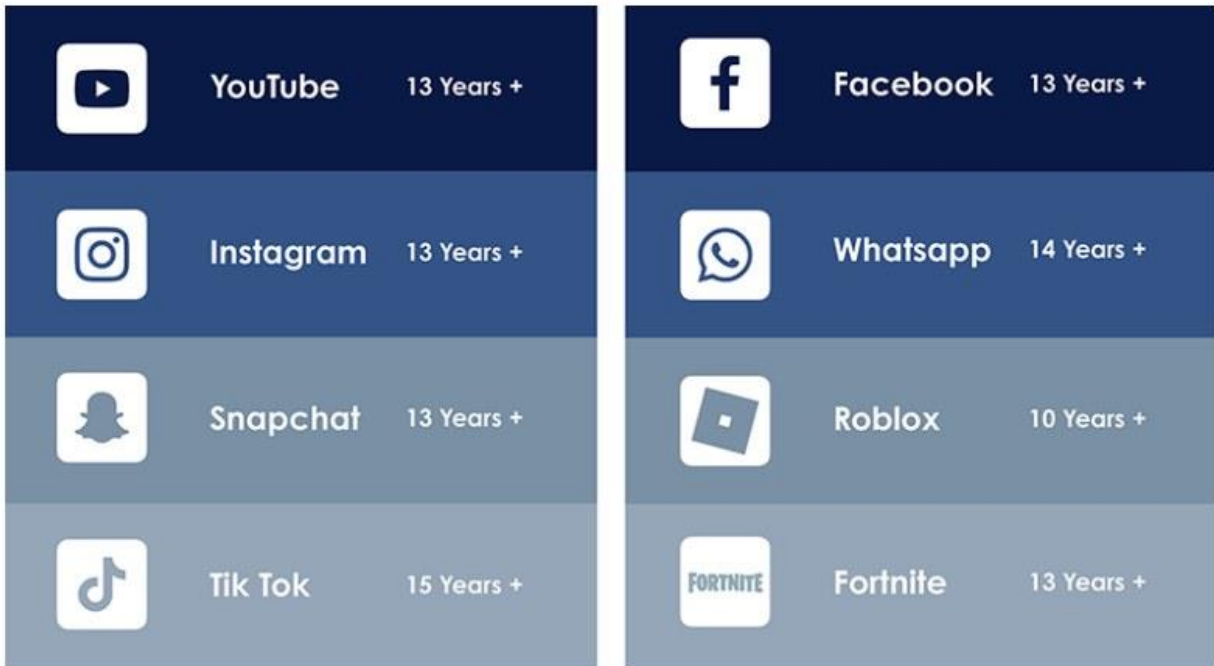 YouTube 13 Years +
Instagram 13 Years +
Snapchat 13 Years +
Tik Tok 15 Years +
Facebook 13 Years +
Whatsapp 14 Years +
Roblox 10 Years +
FORTNITE Fortnite 13 Years +